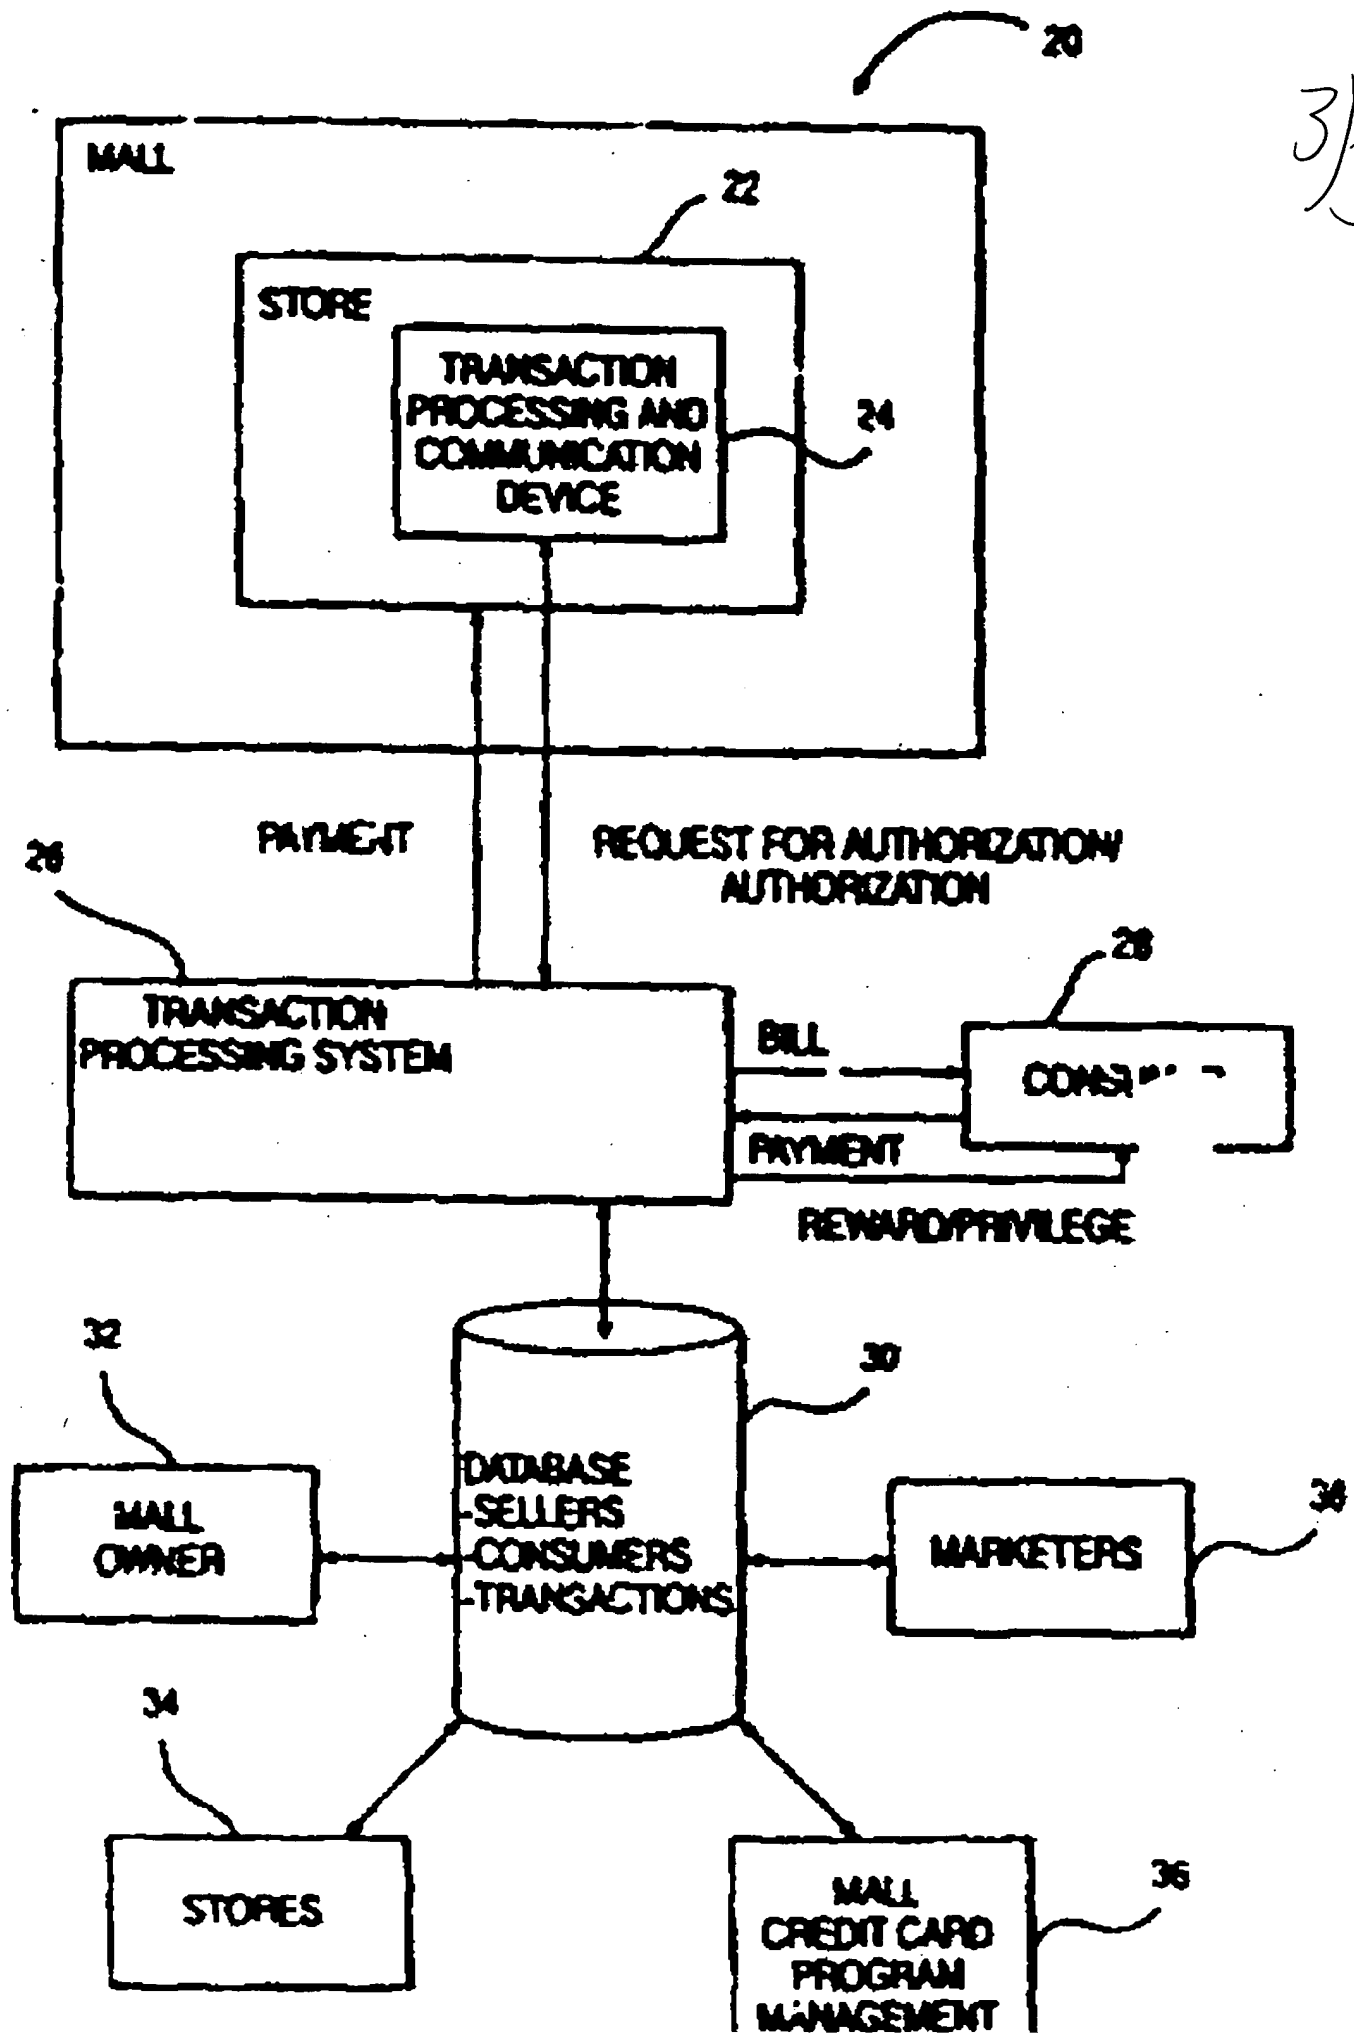 20
MALL
22
STORE
TRANSACTION
PROCESSING AND
COMMUNICATION
DEVICE
24
PAYMENT
REQUEST FOR AUTHORIZATION/
AUTHORIZATION
26
TRANSACTION
PROCESSING SYSTEM
28
BILL
PAYMENT
REWARD/PRIVILEGE
32
30
DATABASE
-SELLERS
-CONSUMERS
-TRANSACTIONS
MALL
OWNER
38
MARKETERS
34
STORES
36
MALL
CREDIT CARD
PROGRAM
MANAGEMENT